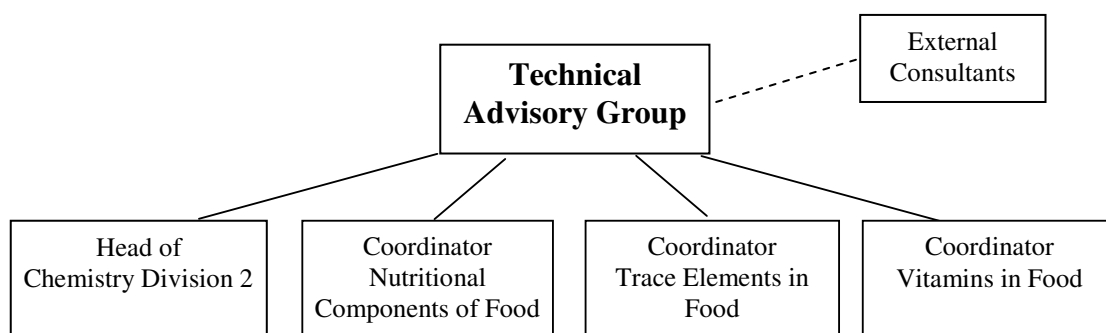 External
Consultants
Technical
Advisory Group
Head of
Chemistry Division 2
Coordinator
Nutritional
Components of Food
Coordinator
Trace Elements in
Food
Coordinator
Vitamins in Food